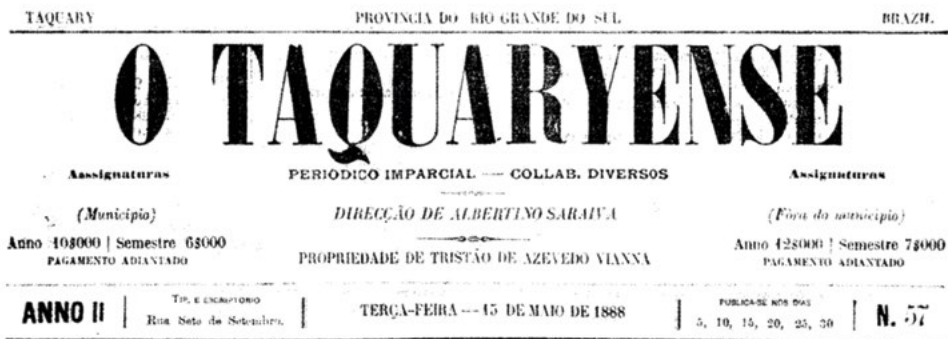 TAQUARY PROVINCIA DO RIO GRANDE DO SUL BRAZIL
O TAQUARYENSE
Assignaturas PERIODICO IMPARCIAL — COLLAB. DIVERSOS Assignaturas
(Municipio) DIRECÇÃO DE ALBERTINO SARAIVA (Fóra do municipio)
Anno 10$000 | Semestre 6$000 Anno 12$000 | Semestre 7$000
PAGAMENTO ADIANTADO PROPRIEDADE DE TRISTÃO DE AZEVEDO VIANNA PAGAMENTO ADIANTADO
ANNO II TYP. E ESCRIPTORIO TERÇA-FEIRA — 15 DE MAIO DE 1888 PUBLICA-SE NOS DIAS N. 57
Rua Sete de Setembro. 5, 10, 15, 20, 25, 30